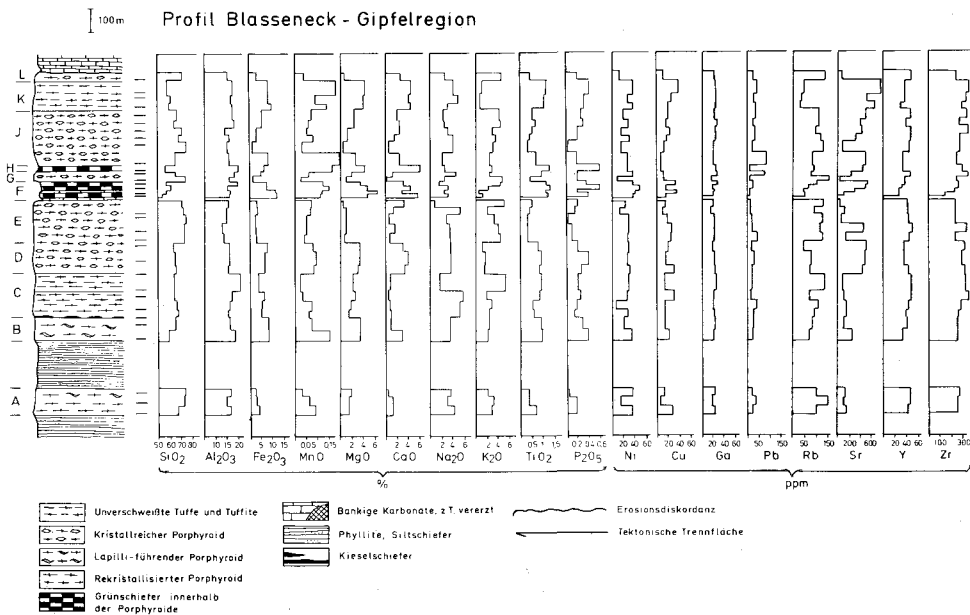 100m
Profil Blasseneck - Gipfelregion
L
K
J
H
G
F
E
D
C
B
A
50 60 70 80
10 15 20
5 10 15
0.05 0.15
2 4 6
2 4 6
2 4 6
2 4 6
0.5 1 1.5
0.2 0.4 0.6
20 40 60
20 40 60
20 40 60
50
50 150
200 600
20 40 60
100 300
SiO2 Al2O3 Fe2O3 MnO MgO CaO Na2O K2O TiO2 P2O5 Ni Cu Ga Pb Rb Sr Y Zr
% ppm
Unverschweißte Tuffe und Tuffite
Kristallreicher Porphyroid
Lapilli-führender Porphyroid
Rekristallisierter Porphyroid
Grünschiefer innerhalb
der Porphyroide
Bankige Karbonate, z.T. vererzt
Phyllite, Siltschiefer
Kieselschiefer
Erosionsdiskordanz
Tektonische Trennfläche